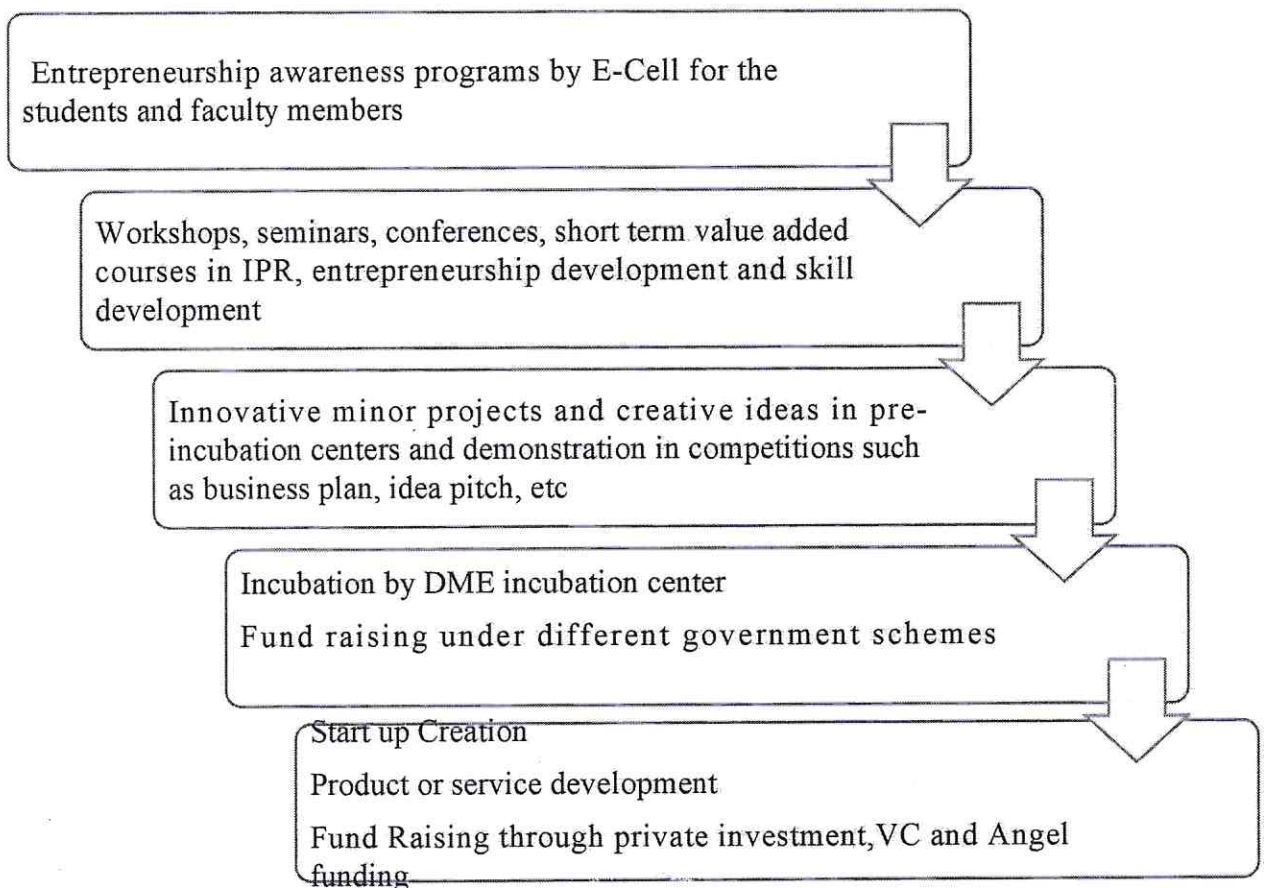 Entrepreneurship awareness programs by E-Cell for the
students and faculty members
Workshops, seminars, conferences, short term value added
courses in IPR, entrepreneurship development and skill
development
Innovative minor projects and creative ideas in pre-
incubation centers and demonstration in competitions such
as business plan, idea pitch, etc
Incubation by DME incubation center
Fund raising under different government schemes
Start up Creation
Product or service development
Fund Raising through private investment,VC and Angel
funding